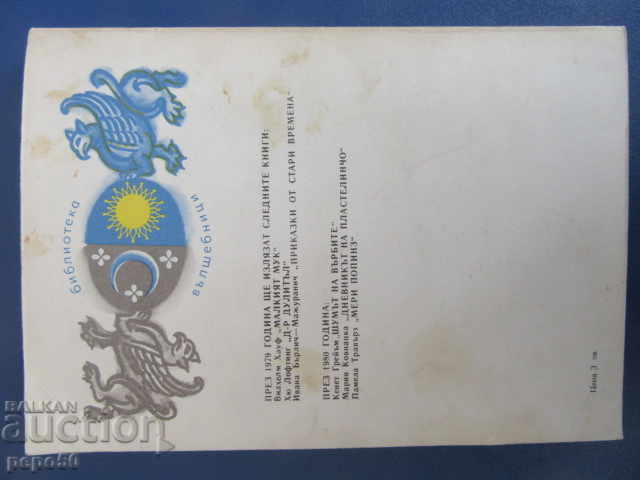 библиотека
вълшебници
ПРЕЗ 1979 ГОДИНА ЩЕ ИЗЛЯЗАТ СЛЕДНИТЕ КНИГИ:
Вилхелм Хауф „МАЛКИЯТ МУК"
Хю Лофтинг „Д-Р ДУЛИТЪЛ"
Ивана Бърлич—Мажуранич „ПРИКАЗКИ ОТ СТАРИ ВРЕМЕНА"
ПРЕЗ 1980 ГОДИНА:
Кенет Грейъм „ШУМЪТ НА ВЪРБИТЕ"
Мария Ковнацка „ДНЕВНИКЪТ НА ПЛАСТЕЛИНЧО"
Памела Травърз „МЕРИ ПОПИНЗ"
Цена 3 лв.
BALKAN
auction
pepo50